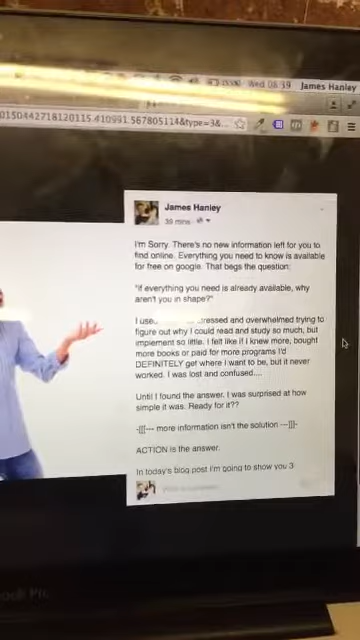 Wed 08:39 James Hanley
0150442718120115.410991.567805114&type=3&...
James Hanley
39 mins
I'm Sorry. There's no new information left for you to
find online. Everything you need to know is available
for free on google. That begs the question:
"if everything you need is already available, why
aren't you in shape?"
I use ressed and overwhelmed trying to
figure out why I could read and study so much, but
implement so little. I felt like if I knew more, bought
more books or paid for more programs I'd
DEFINITELY get where I want to be, but it never
worked. I was lost and confused....
Until I found the answer. I was surprised at how
simple it was. Ready for it??
-[[[--- more information isn't the solution ---]]]-
ACTION is the answer.
In today's blog post I'm going to show you 3